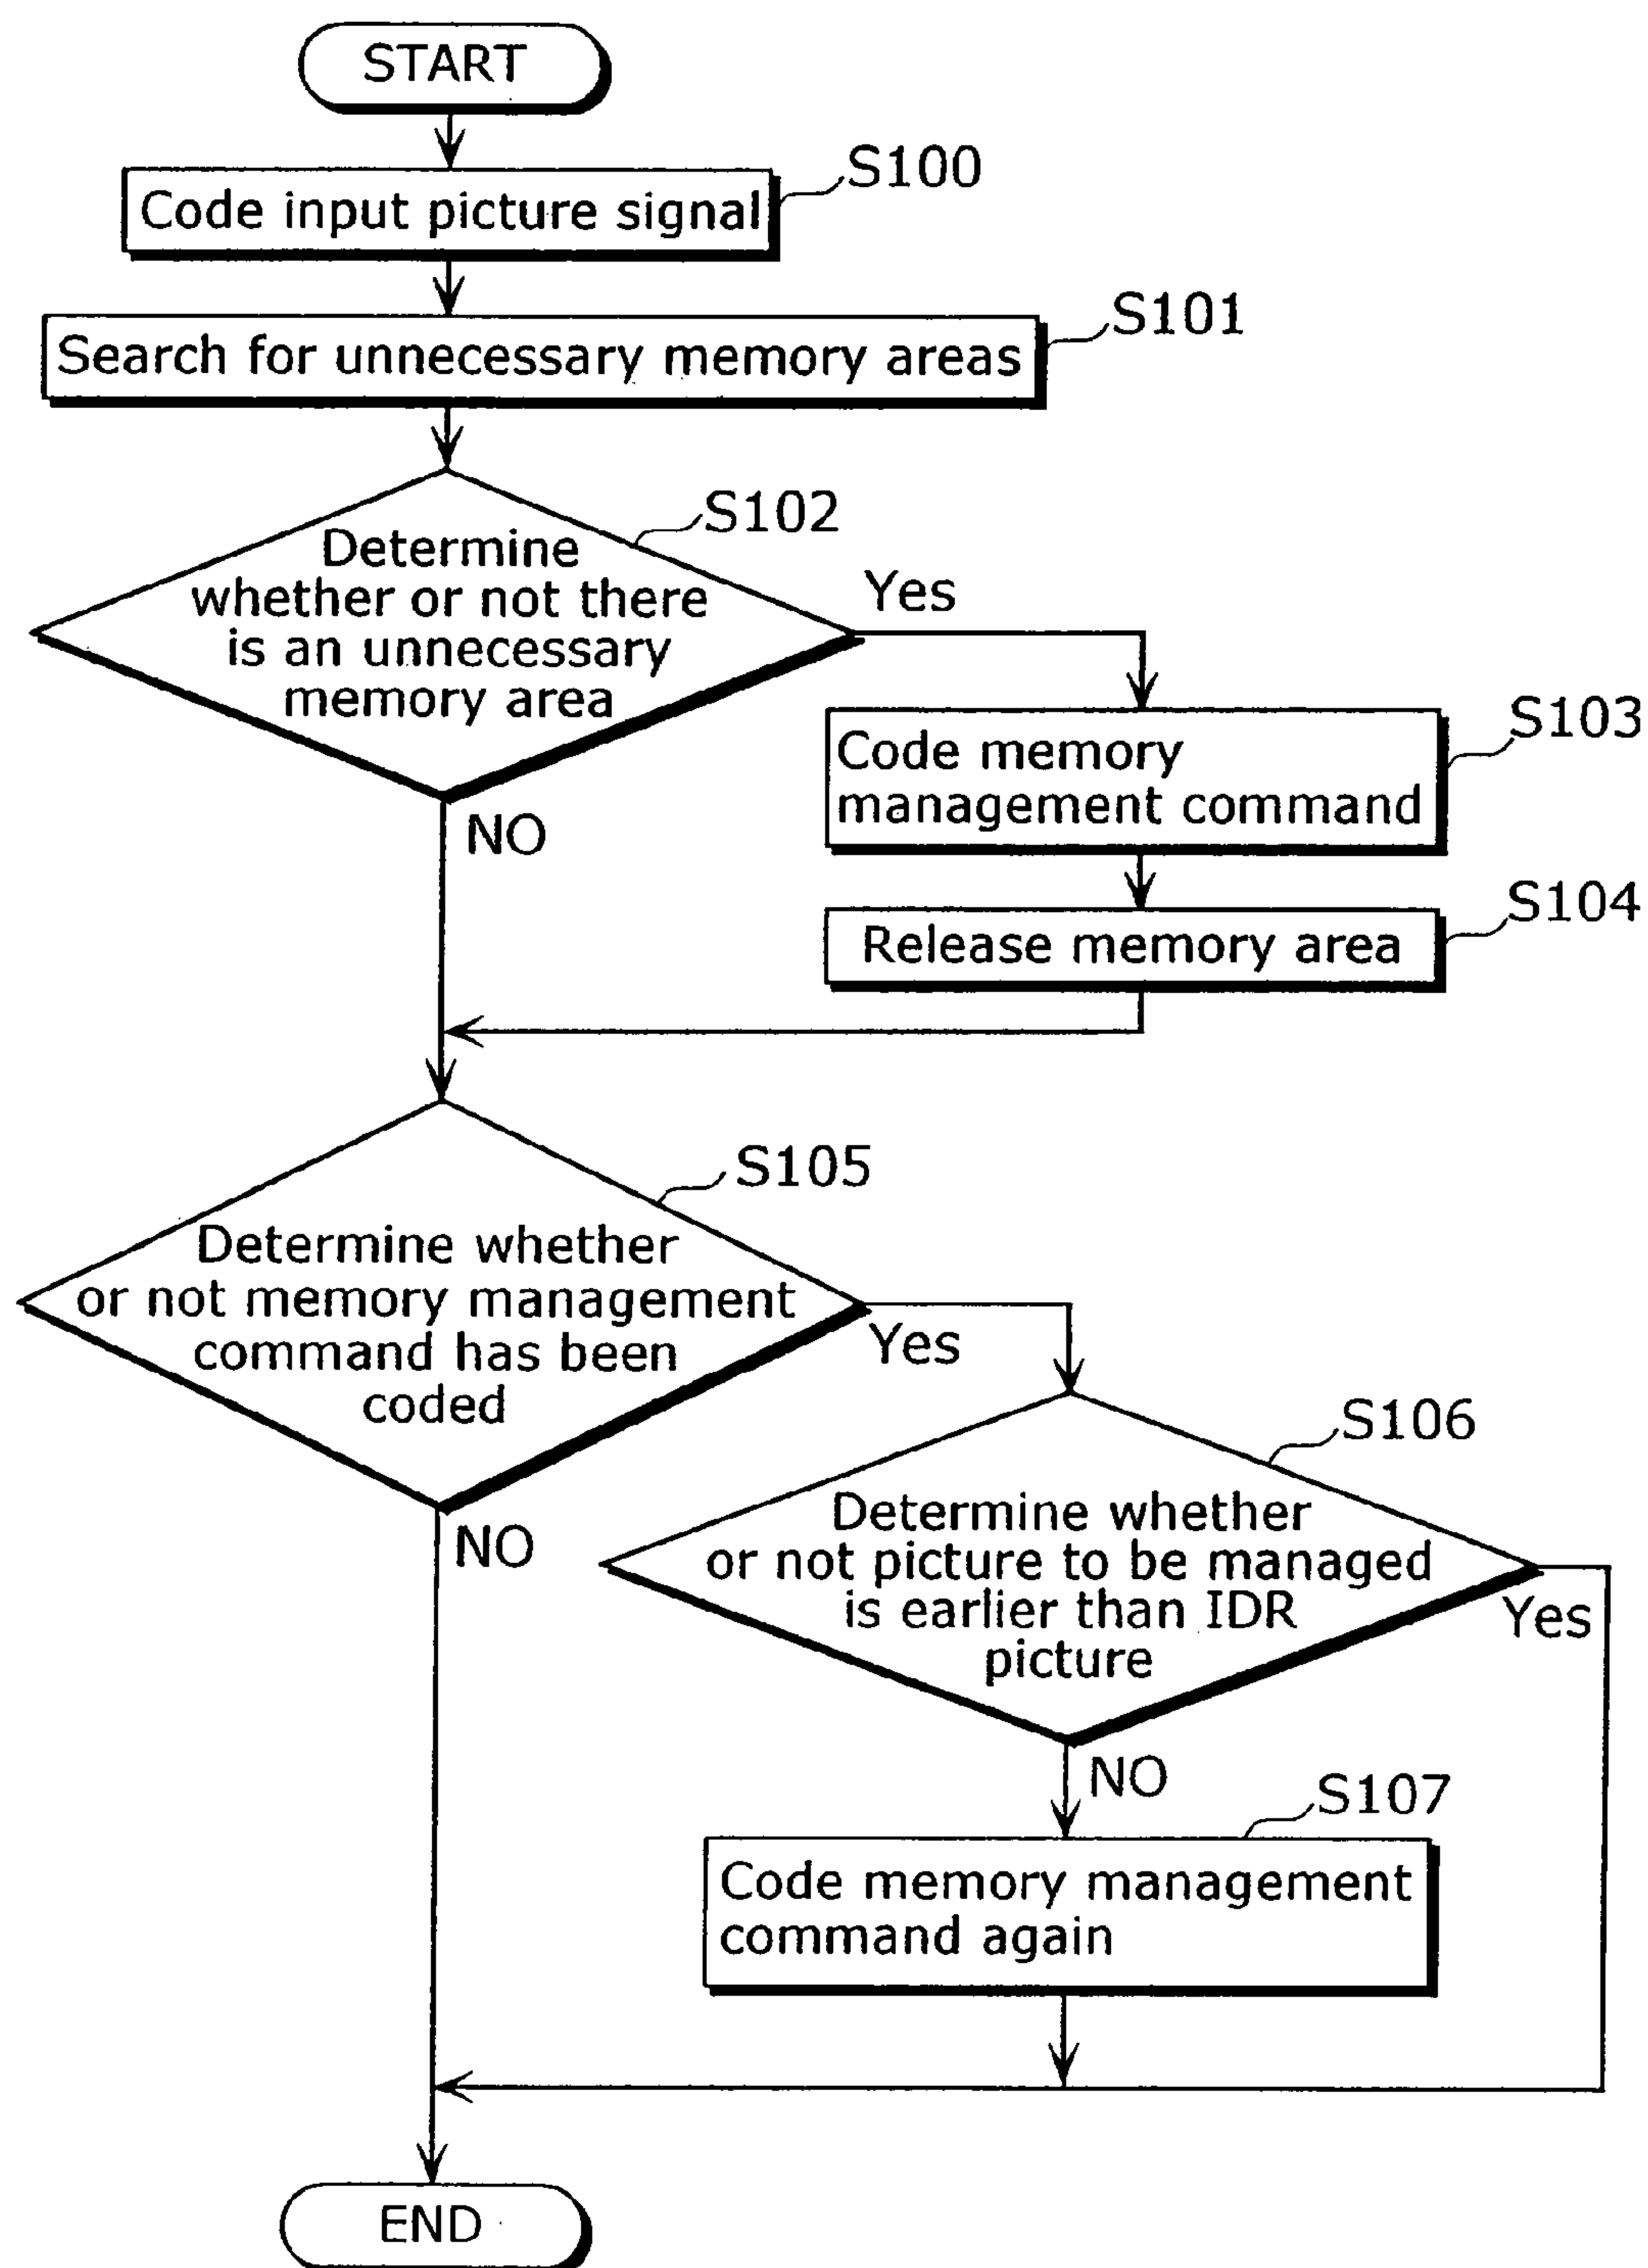 START
S100
Code input picture signal
S101
Search for unnecessary memory areas
S102
Determine
whether or not there
is an unnecessary
memory area
Yes
NO
S103
Code memory
management command
S104
Release memory area
S105
Determine whether
or not memory management
command has been
coded
Yes
NO
S106
Determine whether
or not picture to be managed
is earlier than IDR
picture
Yes
NO
S107
Code memory management
command again
END